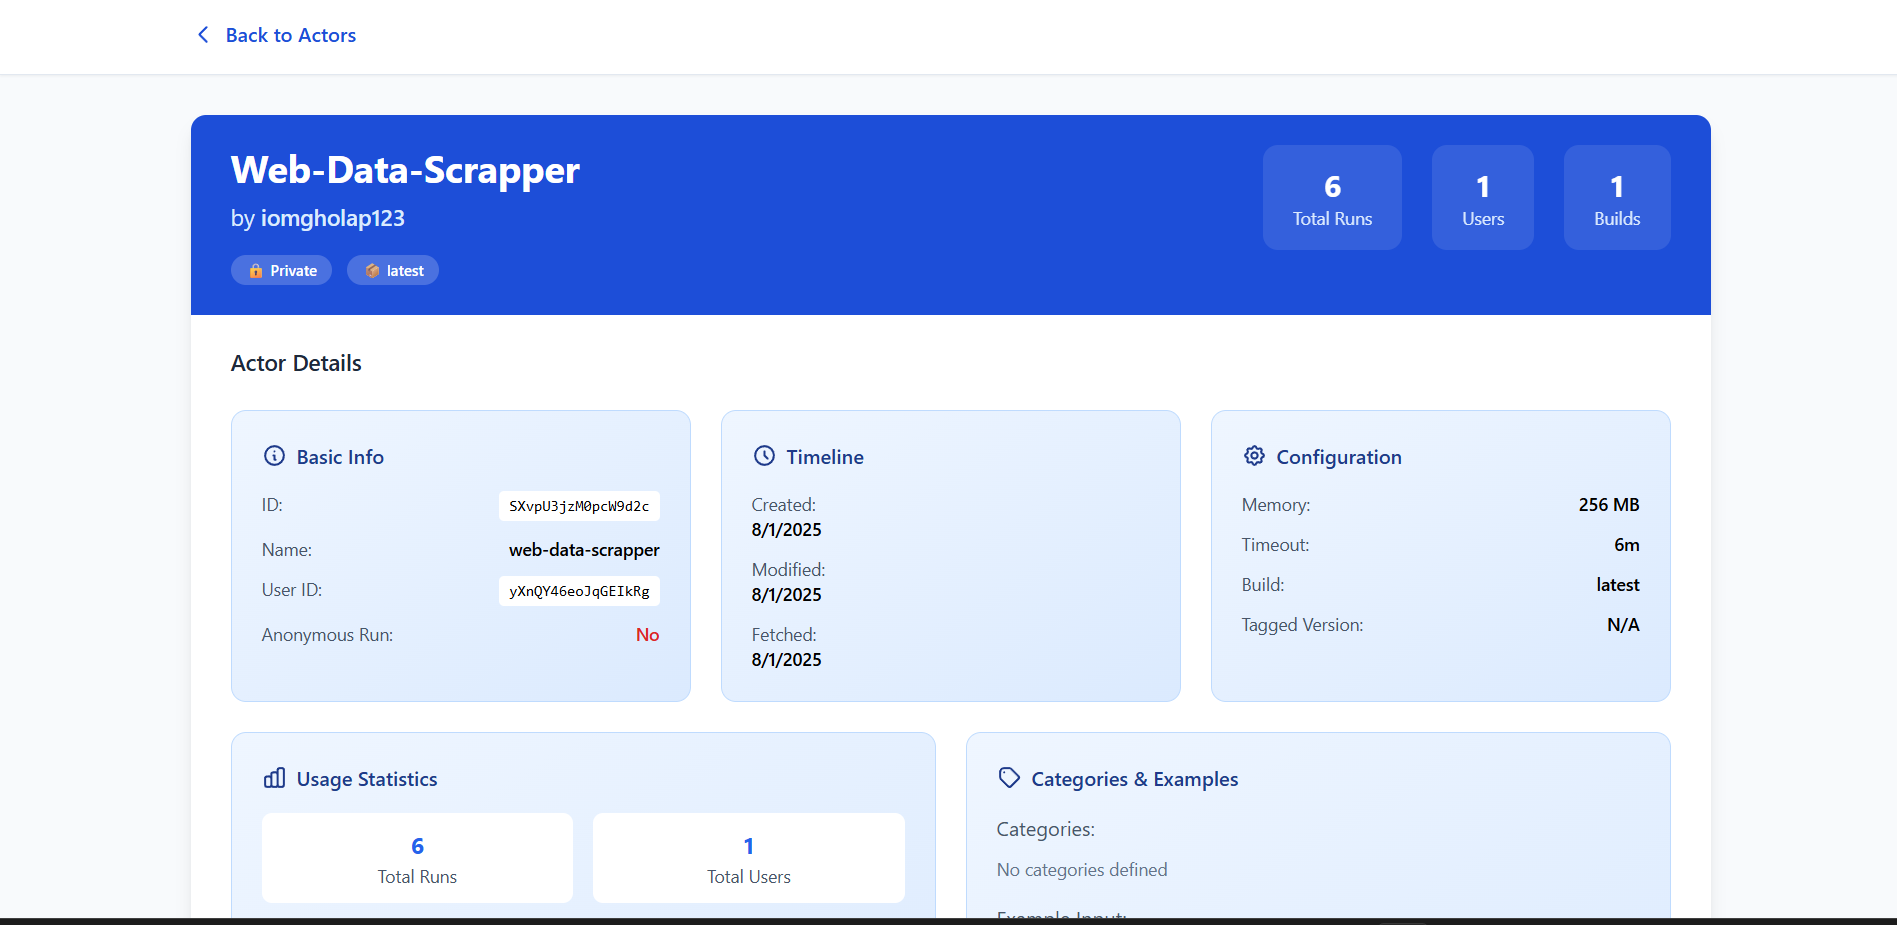 Back to Actors
Web-Data-Scrapper
by iomgholap123
🔒 Private
📦 latest
6
Total Runs
1
Users
1
Builds
Actor Details
Basic Info
ID:
SXvpU3jzM0pcW9d2c
Name:
web-data-scrapper
User ID:
yXnQY46eoJqGEIkRg
Anonymous Run:
No
Timeline
Created:
8/1/2025
Modified:
8/1/2025
Fetched:
8/1/2025
Configuration
Memory:
256 MB
Timeout:
6m
Build:
latest
Tagged Version:
N/A
Usage Statistics
6
Total Runs
1
Total Users
Categories & Examples
Categories:
No categories defined
Example Input: